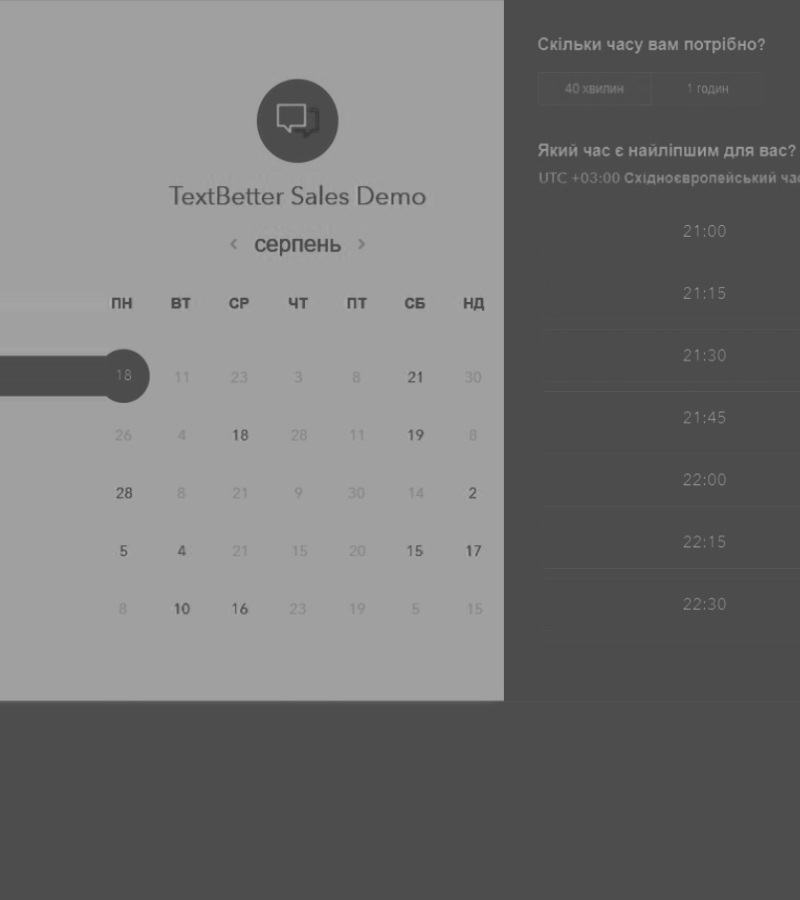 TextBetter Sales Demo
‹ серпень ›
ПН ВТ СР ЧТ ПТ СБ НД
18 11 23 3 8 21 30
26 4 18 28 11 19 8
28 8 21 9 30 14 2
5 4 21 15 20 15 17
8 10 16 23 19 5 15
Скільки часу вам потрібно?
40 хвилин 1 годин
Який час є найліпшим для вас?
UTC +03:00 Східноєвропейський час
21:00
21:15
21:30
21:45
22:00
22:15
22:30